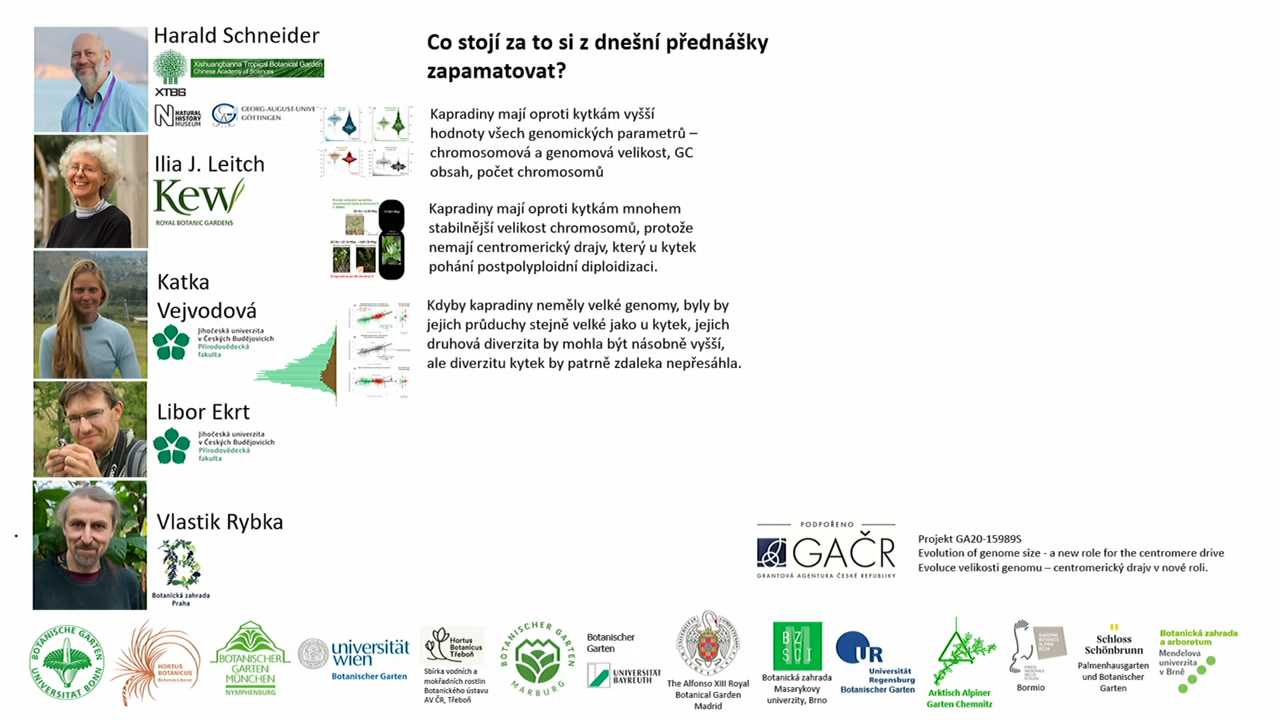 Harald Schneider
Xishuangbanna Tropical Botanical Garden
Chinese Academy of Sciences
XTBG
NATURAL
HISTORY
MUSEUM
GEORG-AUGUST-UNIVE
GÖTTINGEN
Ilia J. Leitch
Kew
ROYAL BOTANIC GARDENS
Katka
Vejvodová
Jihočeská univerzita
v Českých Budějovicích
Přírodovědecká
fakulta
Libor Ekrt
Jihočeská univerzita
v Českých Budějovicích
Přírodovědecká
fakulta
Vlastik Rybka
Botanická zahrada
Praha
Co stojí za to si z dnešní přednášky
zapamatovat?
Kapradiny mají oproti kytkám vyšší
hodnoty všech genomických parametrů –
chromosomová a genomová velikost, GC
obsah, počet chromosomů
Kapradiny mají oproti kytkám mnohem
stabilnější velikost chromosomů, protože
nemají centromerický drajv, který u kytek
pohání postpolyploidní diploidizaci.
Kdyby kapradiny neměly velké genomy, byly by
jejich průduchy stejně velké jako u kytek, jejich
druhová diverzita by mohla být násobně vyšší,
ale diverzitu kytek by patrně zdaleka nepřesáhla.
PODPOŘENO
GAČR
GRANTOVÁ AGENTURA ČESKÉ REPUBLIKY
Projekt GA20-15989S
Evolution of genome size - a new role for the centromere drive
Evoluce velikosti genomu – centromerický drajv v nové roli.
BOTANISCHE GÄRTEN
UNIVERSITÄT BONN
HORTUS
BOTANICUS
BOTANISCHER
GARTEN
MÜNCHEN
NYMPHENBURG
universität
wien
Botanischer Garten
Hortus
Botanicus
Třeboň
Sbírka vodních a
mokřadních rostlin
Botanického ústavu
AV ČR, Třeboň
BOTANISCHER GARTEN
MARBURG
Botanischer
Garten
UNIVERSITÄT
BAYREUTH
The Alfonso XIII Royal
Botanical Garden
Madrid
Botanická zahrada
Masarykovy
univerzity, Brno
UR
Universität
Regensburg
Botanischer Garten
Arktisch Alpiner
Garten Chemnitz
Bormio
Schloss
Schönbrunn
Palmenhausgarten
und Botanischer
Garten
Botanická zahrada
a arboretum
Mendelova
univerzita
v Brně